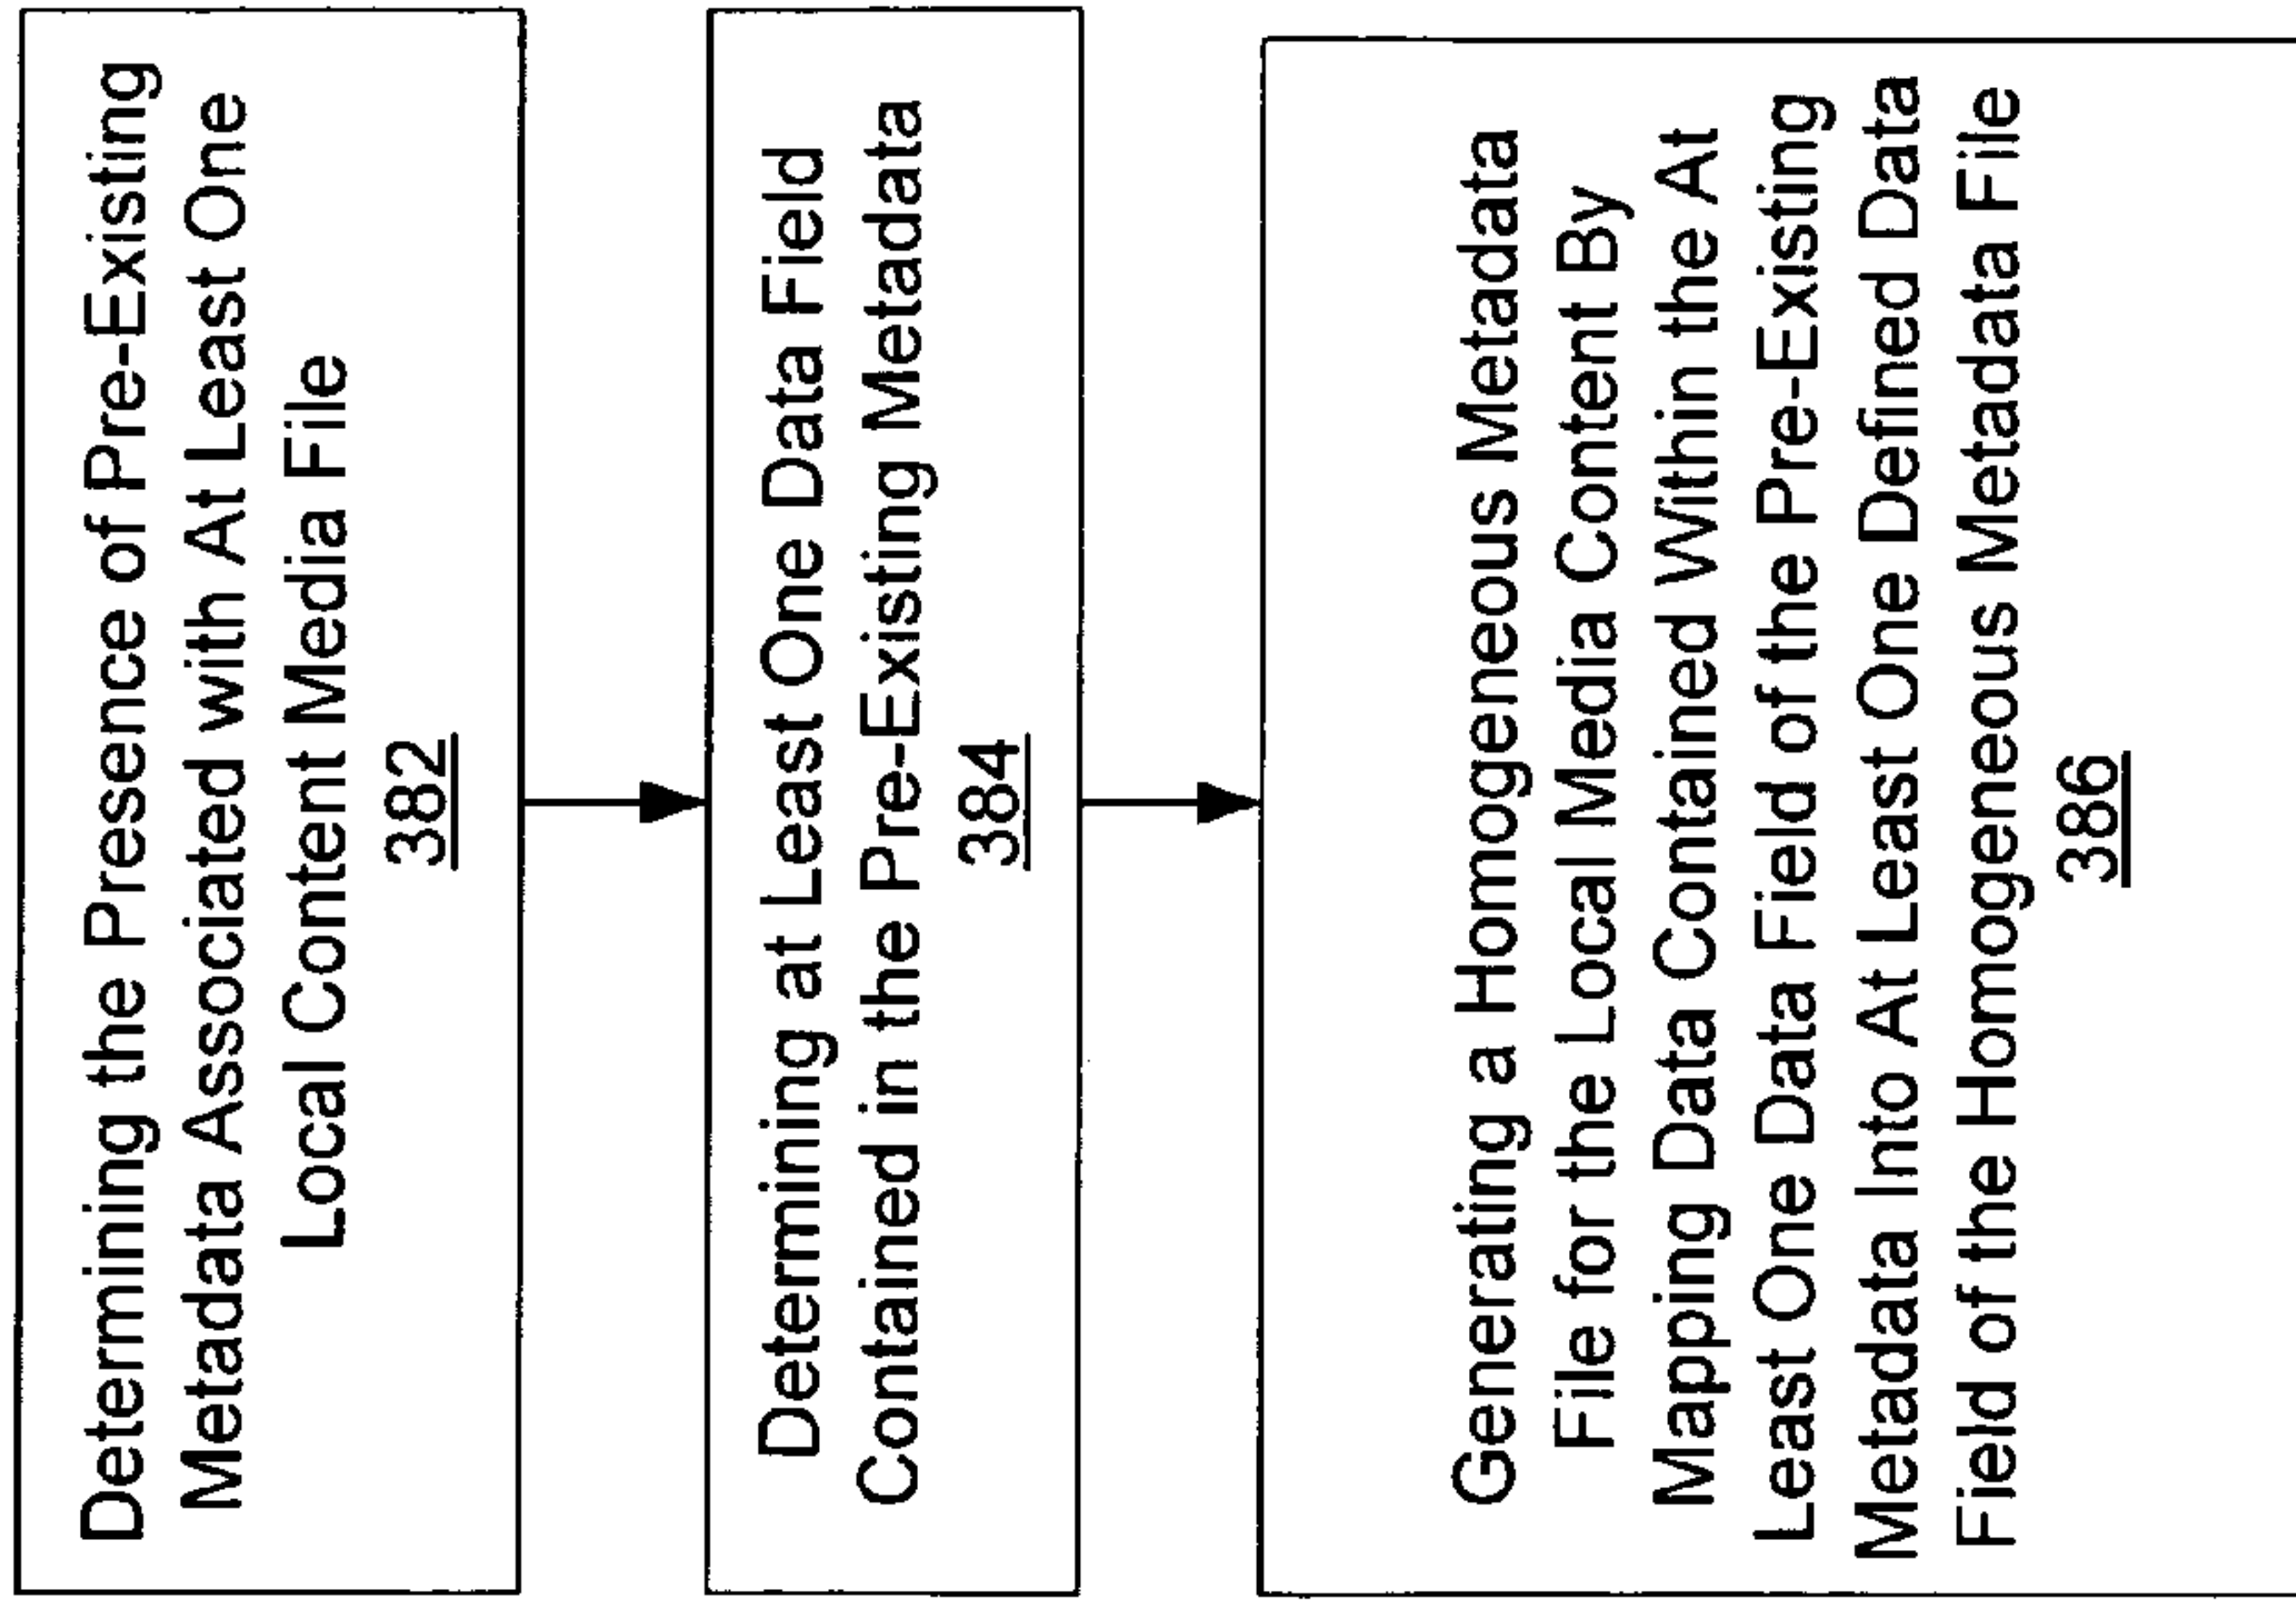 Determining the Presence of Pre-Existing
Metadata Associated with At Least One
Local Content Media File
382
Determining at Least One Data Field
Contained in the Pre-Existing Metadata
384
Generating a Homogeneous Metadata
File for the Local Media Content By
Mapping Data Contained Within the At
Least One Data Field of the Pre-Existing
Metadata Into At Least One Defined Data
Field of the Homogeneous Metadata File
386